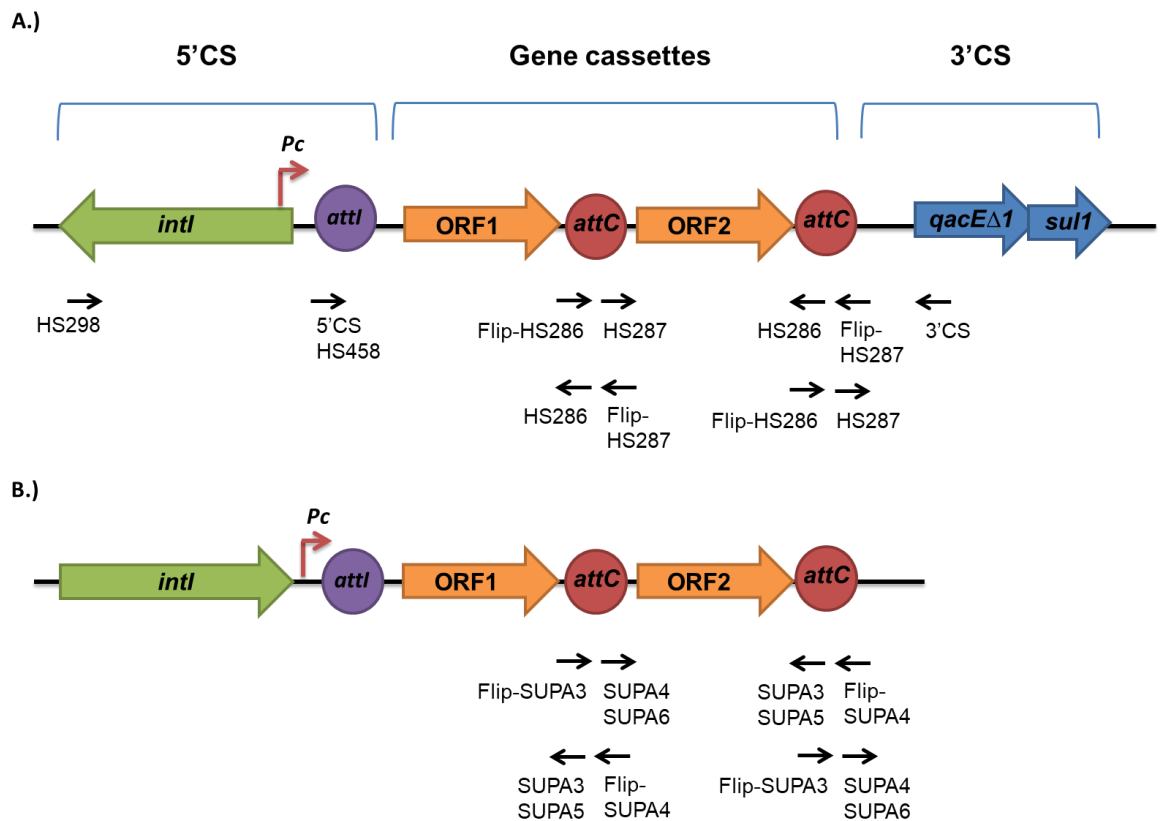 A.)
5'CS Gene cassettes 3'CS
Pc
intI attI ORF1 attC ORF2 attC qacEΔ1 sul1
HS298 5'CS Flip-HS286 HS287 HS286 Flip- 3'CS
HS458 HS287
HS286 Flip- Flip-HS286 HS287
HS287
B.)
Pc
intI attI ORF1 attC ORF2 attC
Flip-SUPA3 SUPA4 SUPA3 Flip-
SUPA6 SUPA5 SUPA4
SUPA3 Flip- Flip-SUPA3 SUPA4
SUPA5 SUPA4 SUPA6